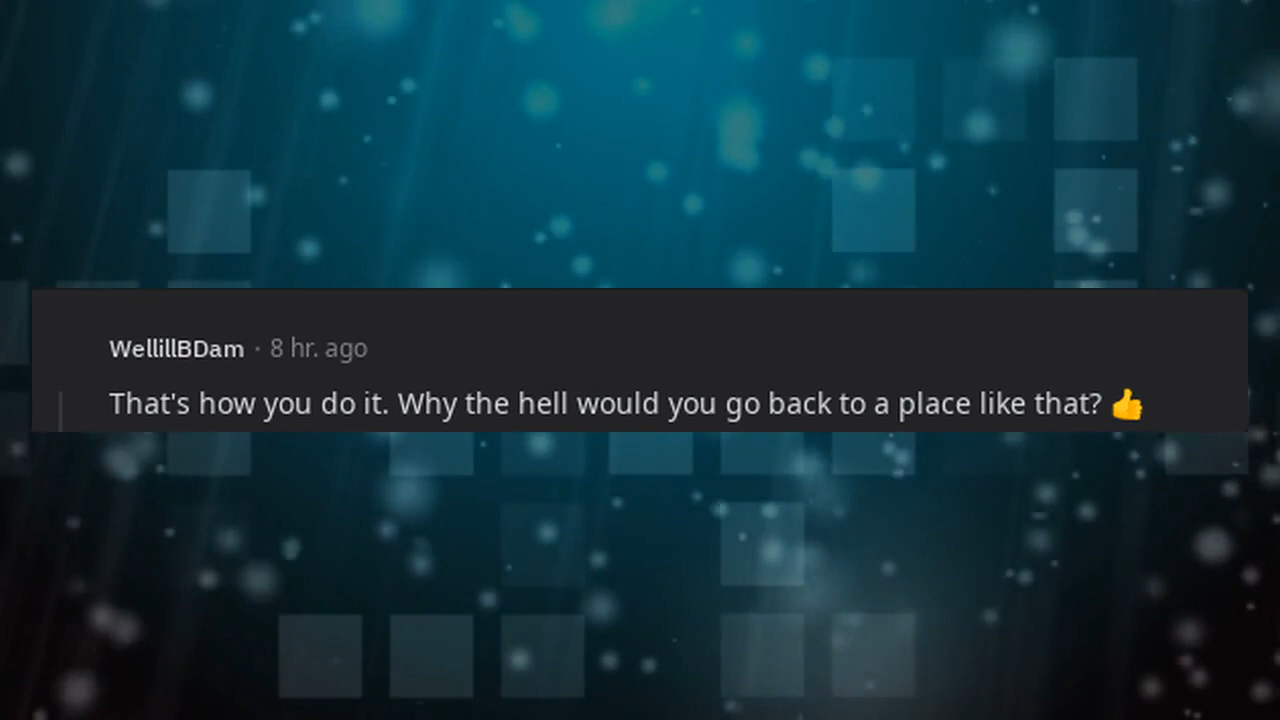 WellillBDam · 8 hr. ago
That's how you do it. Why the hell would you go back to a place like that? 👍